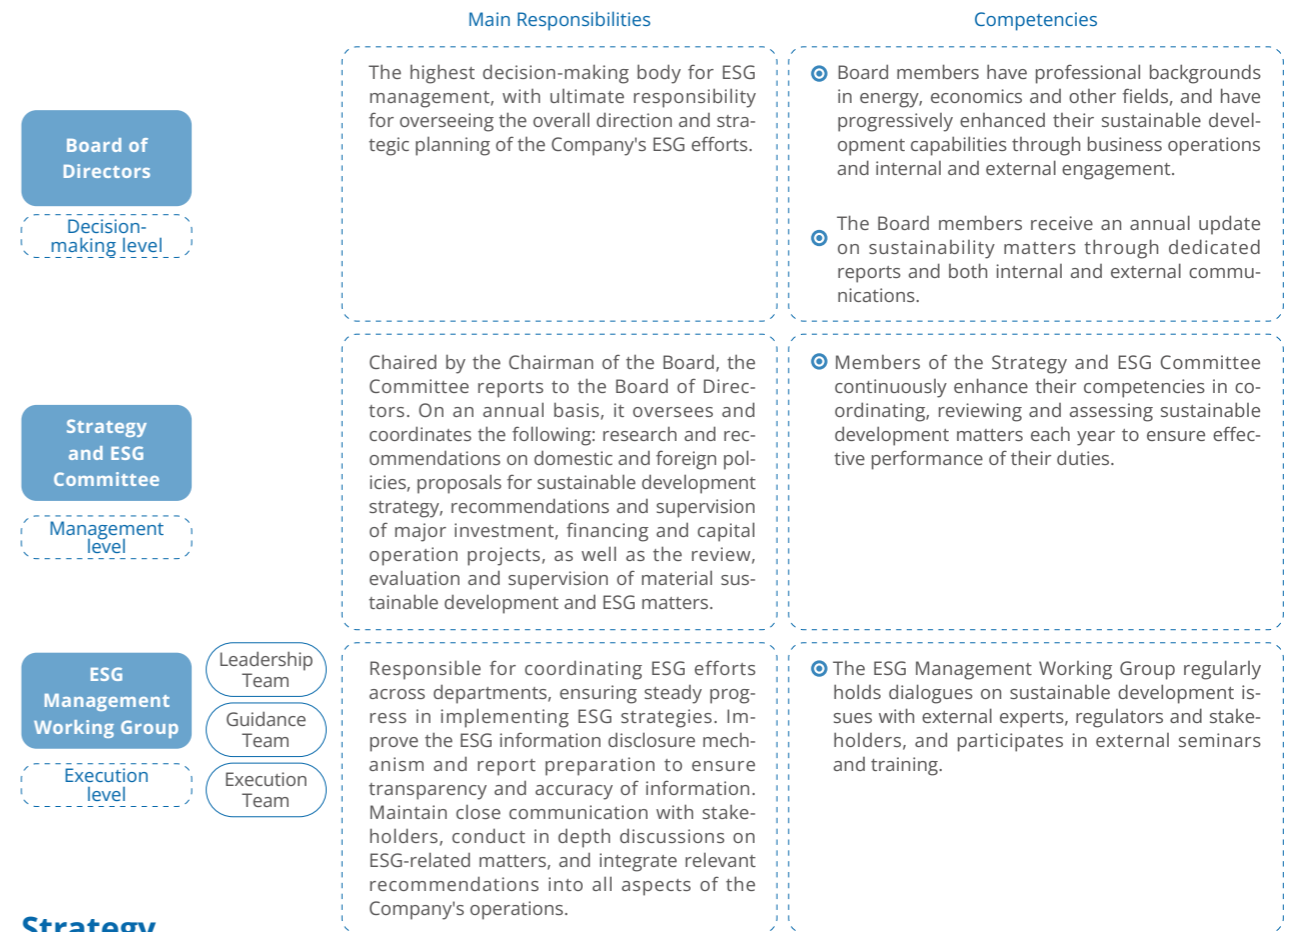 Main Responsibilities
Competencies
Board of
Directors
Decision-
making level
The highest decision-making body for ESG
management, with ultimate responsibility
for overseeing the overall direction and stra-
tegic planning of the Company's ESG efforts.
Board members have professional backgrounds
in energy, economics and other fields, and have
progressively enhanced their sustainable devel-
opment capabilities through business operations
and internal and external engagement.
The Board members receive an annual update
on sustainability matters through dedicated
reports and both internal and external commu-
nications.
Strategy
and ESG
Committee
Management
level
Chaired by the Chairman of the Board, the
Committee reports to the Board of Direc-
tors. On an annual basis, it oversees and
coordinates the following: research and rec-
ommendations on domestic and foreign pol-
icies, proposals for sustainable development
strategy, recommendations and supervision
of major investment, financing and capital
operation projects, as well as the review,
evaluation and supervision of material sus-
tainable development and ESG matters.
Members of the Strategy and ESG Committee
continuously enhance their competencies in co-
ordinating, reviewing and assessing sustainable
development matters each year to ensure effec-
tive performance of their duties.
ESG
Management
Working Group
Execution
level
Leadership
Team
Guidance
Team
Execution
Team
Responsible for coordinating ESG efforts
across departments, ensuring steady prog-
ress in implementing ESG strategies. Im-
prove the ESG information disclosure mech-
anism and report preparation to ensure
transparency and accuracy of information.
Maintain close communication with stake-
holders, conduct in depth discussions on
ESG-related matters, and integrate relevant
recommendations into all aspects of the
Company's operations.
The ESG Management Working Group regularly
holds dialogues on sustainable development is-
sues with external experts, regulators and stake-
holders, and participates in external seminars
and training.
Strategy